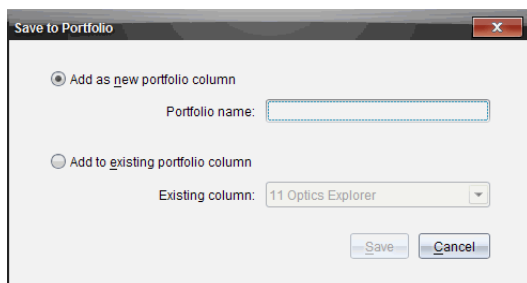 Save to Portfolio
Add as new portfolio column
Portfolio name:
Add to existing portfolio column
Existing column: 11 Optics Explorer
Save Cancel